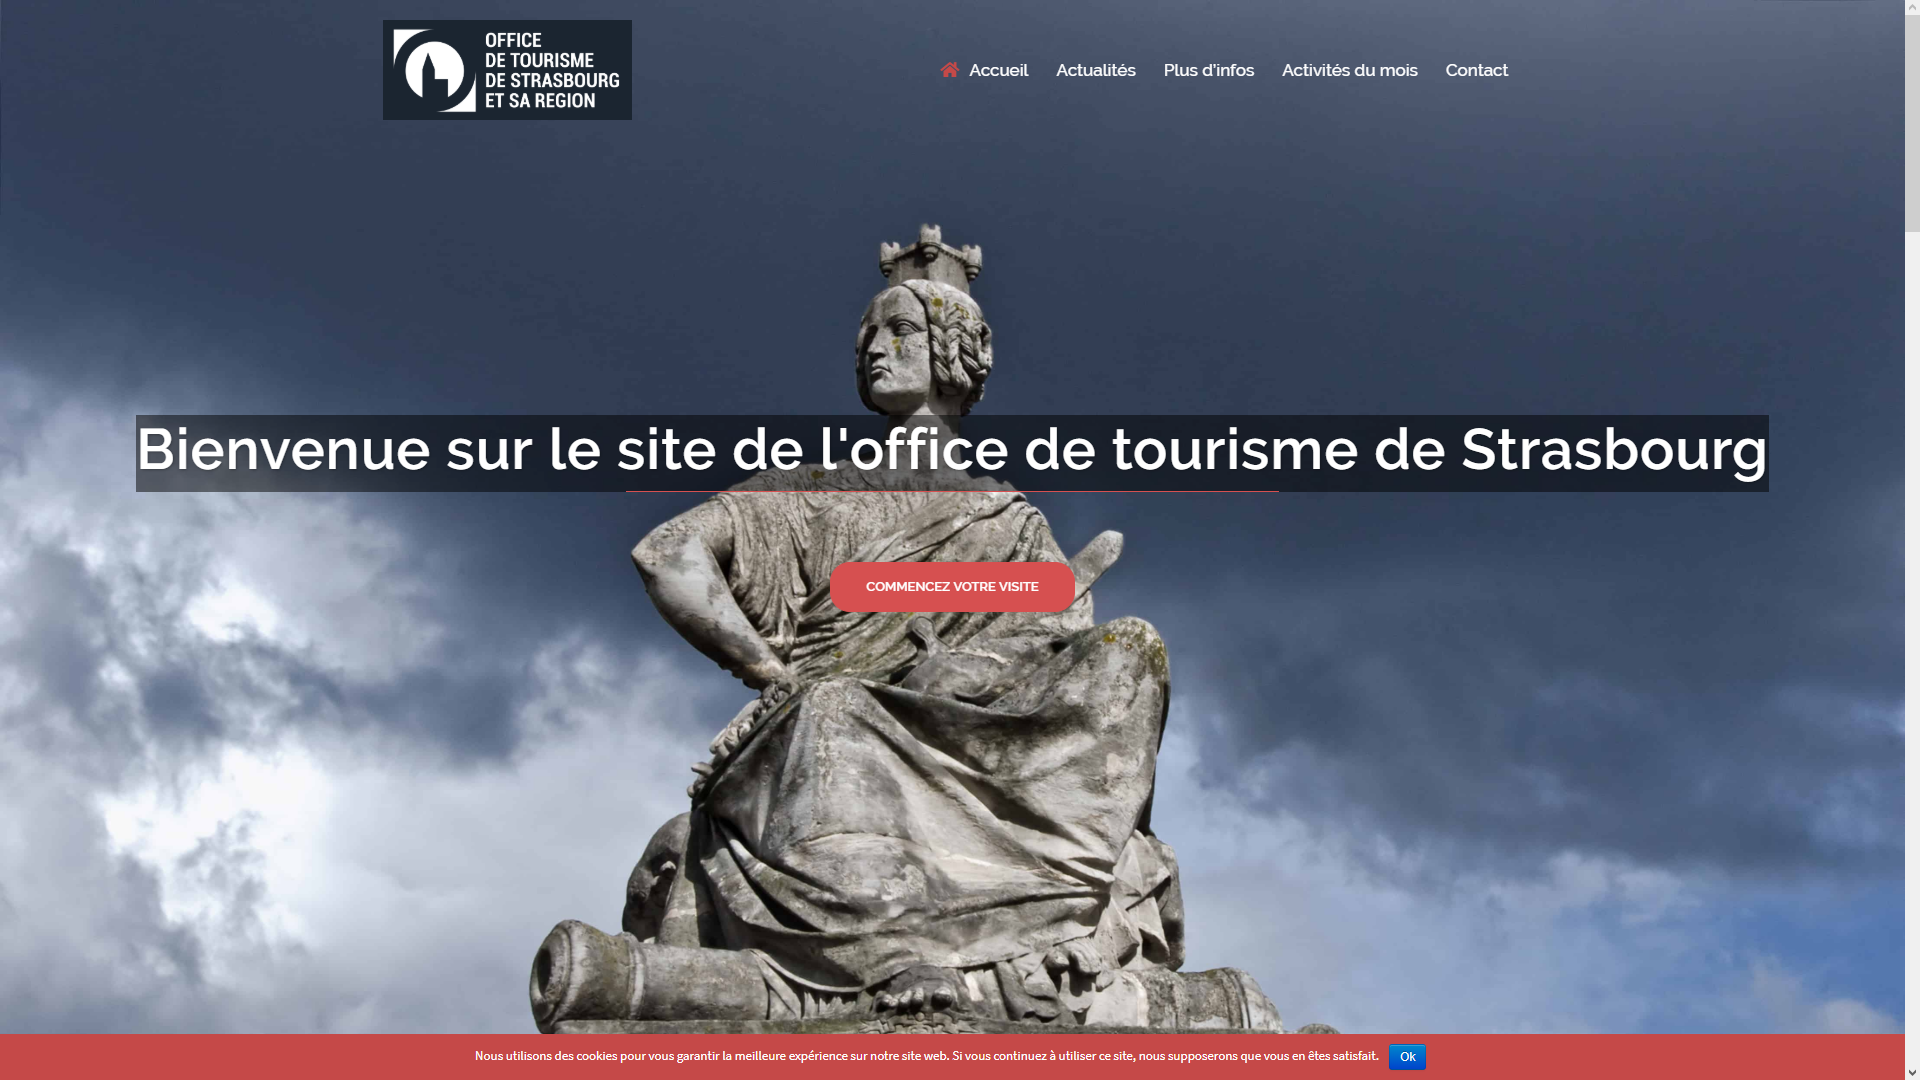 OFFICE
DE TOURISME
DE STRASBOURG
ET SA REGION
Accueil Actualités Plus d'infos Activités du mois Contact
Bienvenue sur le site de l'office de tourisme de Strasbourg
COMMENCEZ VOTRE VISITE
Nous utilisons des cookies pour vous garantir la meilleure expérience sur notre site web. Si vous continuez à utiliser ce site, nous supposerons que vous en êtes satisfait. Ok